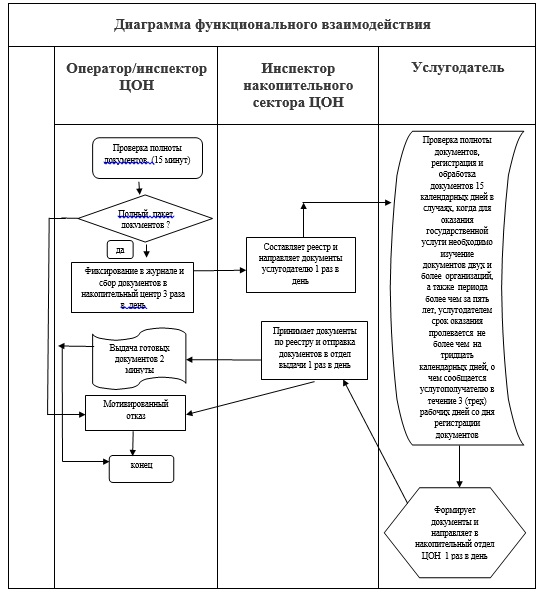 Диаграмма функционального взаимодействия
Оператор/инспектор
ЦОН
Инспектор
накопительного
сектора ЦОН
Услугодатель
Проверка полноты
документов (15 минут)
Полный пакет
документов ?
да
Фиксирование в журнале и
сбор документов в
накопительный центр 3 раза
в день
Выдача готовых
документов 2
минуты
Мотивированный
отказ
конец
Составляет реестр и
направляет документы
услугодателю 1 раз в
день
Принимает документы
по реестру и отправка
документов в отдел
выдачи 1 раз в день
Проверка полноты
документов,
регистрация и
обработка
документов 15
календарных дней в
случаях, когда для
оказания
государственной
услуги необходимо
изучение
документов двух и
более организаций,
а также периода
более чем за пять
лет, услугодателем
срок оказания
пролевается не
более чем на
тридцать
календарных дней, о
чем сообщается
услугополучателю в
течение 3 (трех)
рабочих дней со дня
регистрации
документов
Формирует
документы и
направляет в
накопительный отдел
ЦОН 1 раз в день